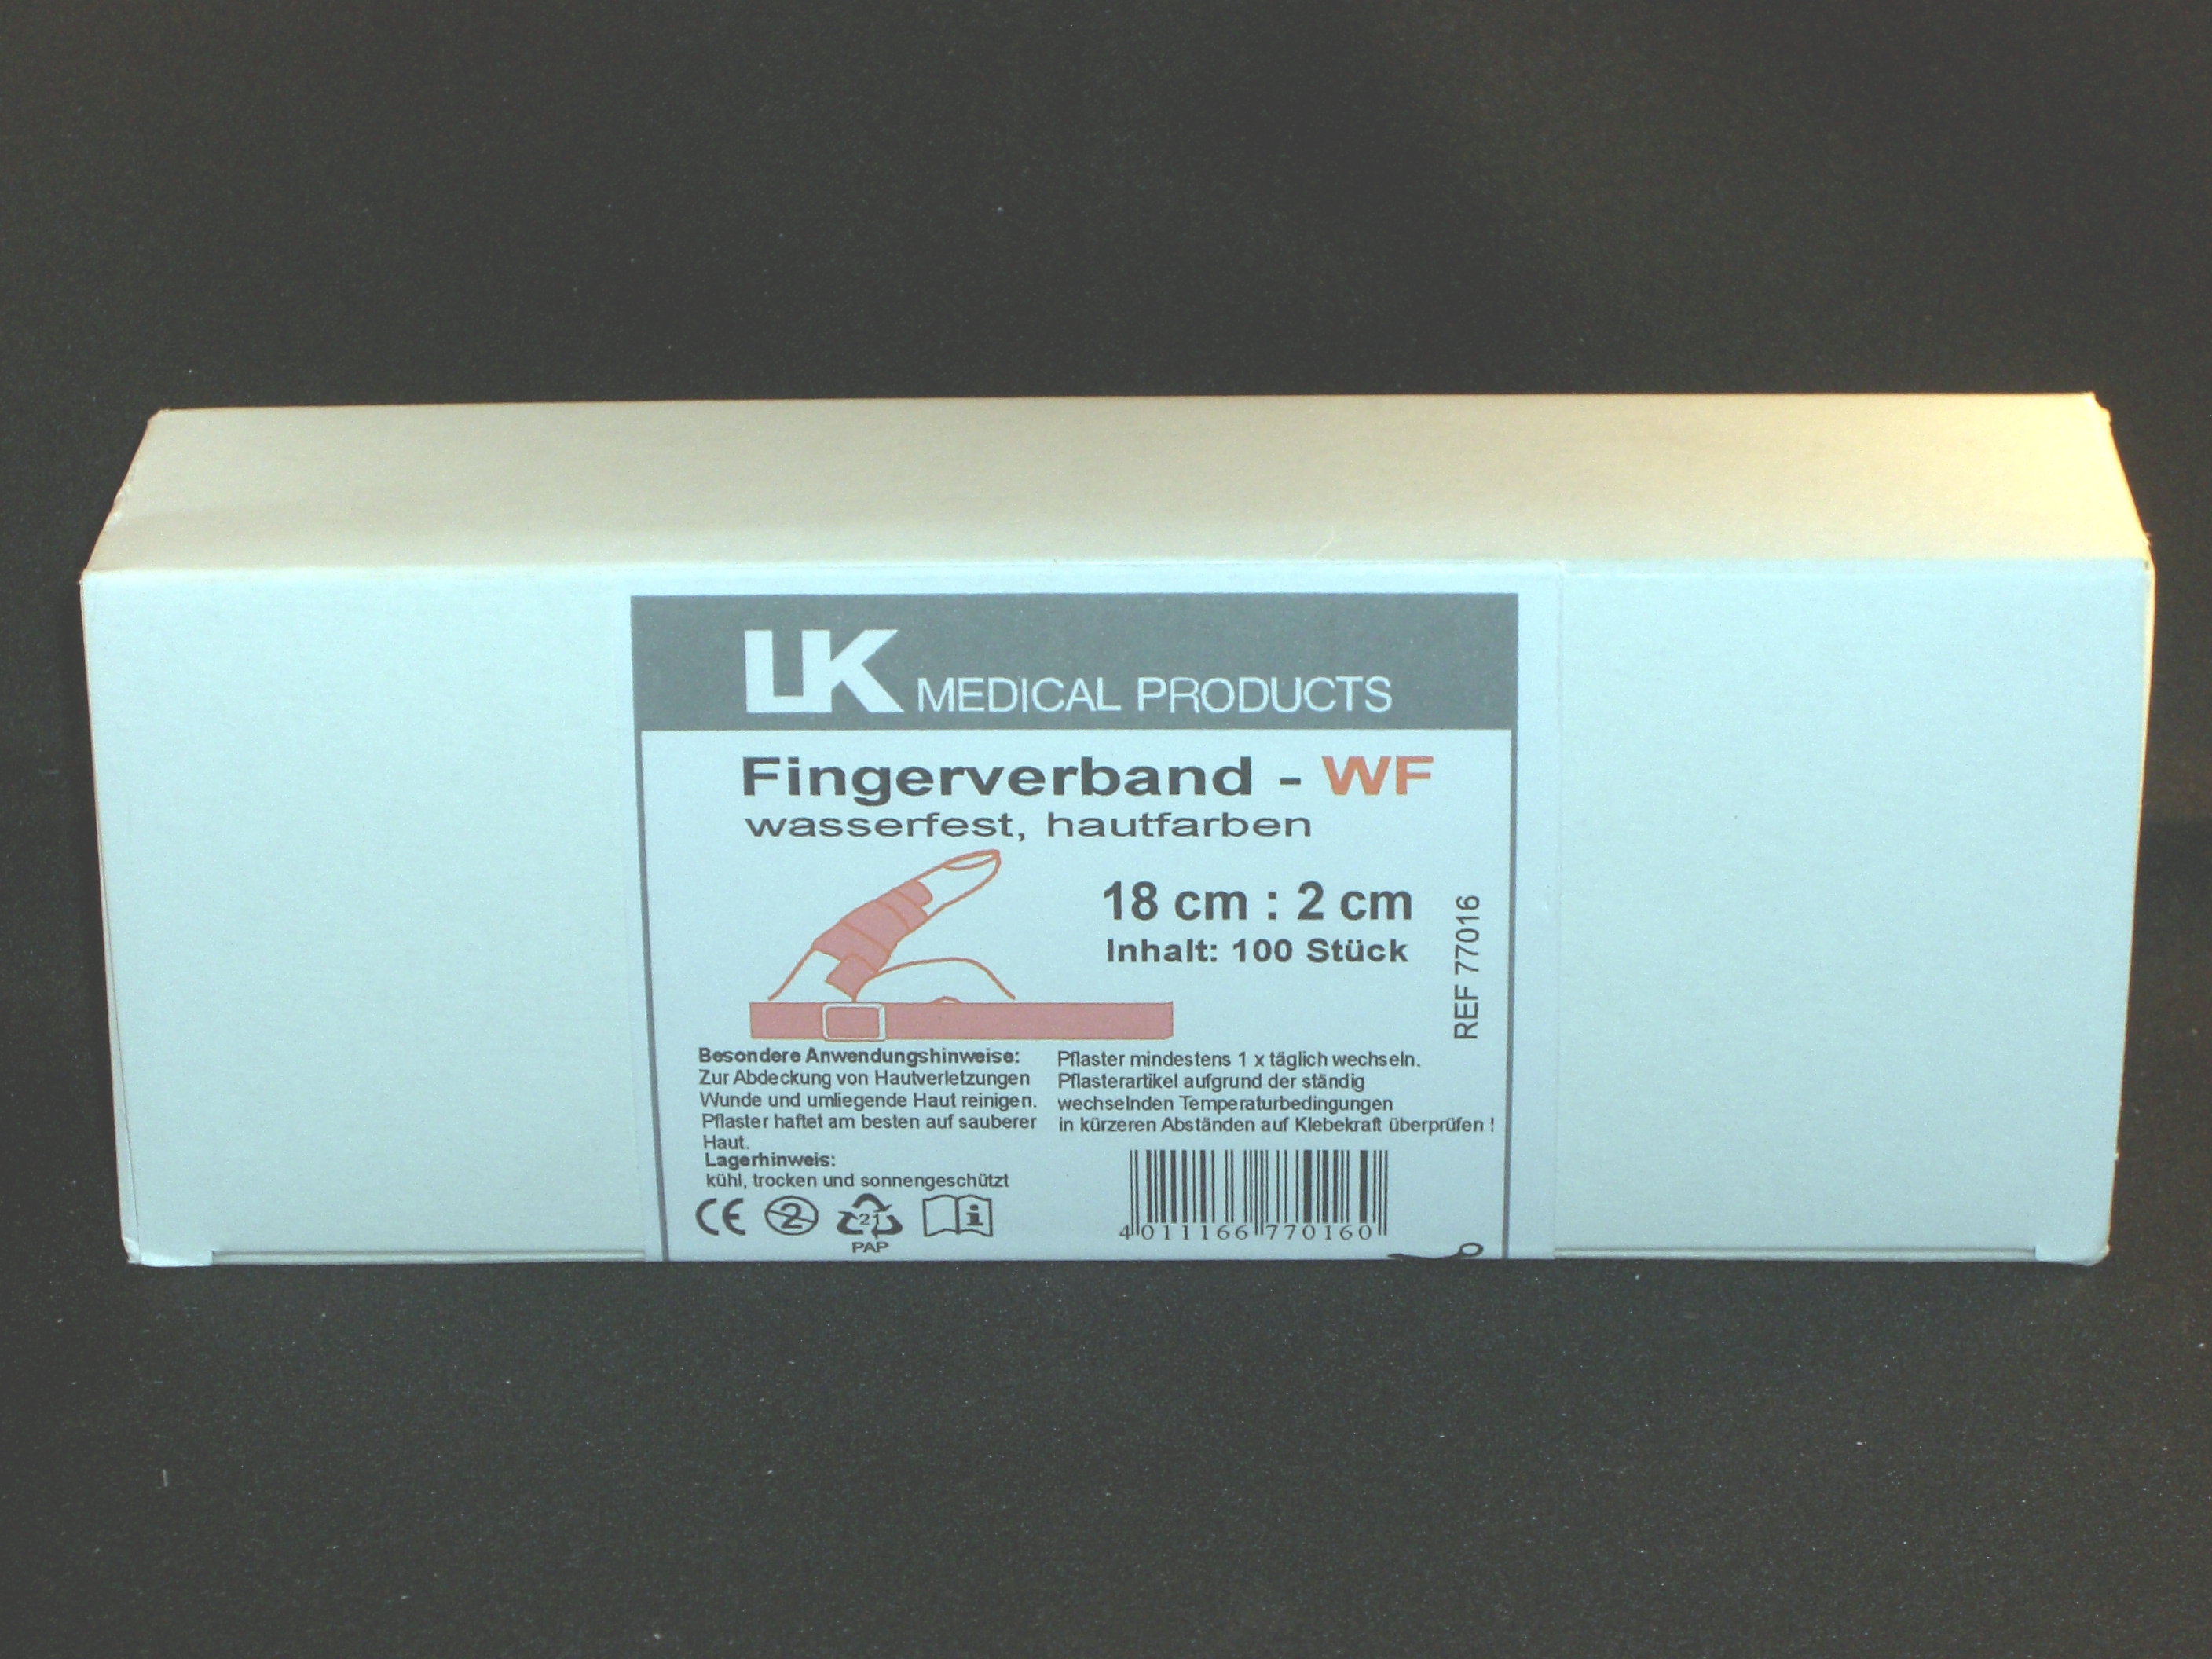 LK MEDICAL PRODUCTS
Fingerverband - WF
wasserfest, hautfarben
18 cm : 2 cm
Inhalt: 100 Stück
REF 77016
Besondere Anwendungshinweise:
Zur Abdeckung von Hautverletzungen
Wunde und umliegende Haut reinigen.
Pflaster haftet am besten auf sauberer
Haut.
Lagerhinweis:
kühl, trocken und sonnengeschützt
Pflaster mindestens 1 x täglich wechseln.
Pflasterartikel aufgrund der ständig
wechselnden Temperaturbedingungen
in kürzeren Abständen auf Klebekraft überprüfen !
CE 2 21 i
PAP
4 011166 770160